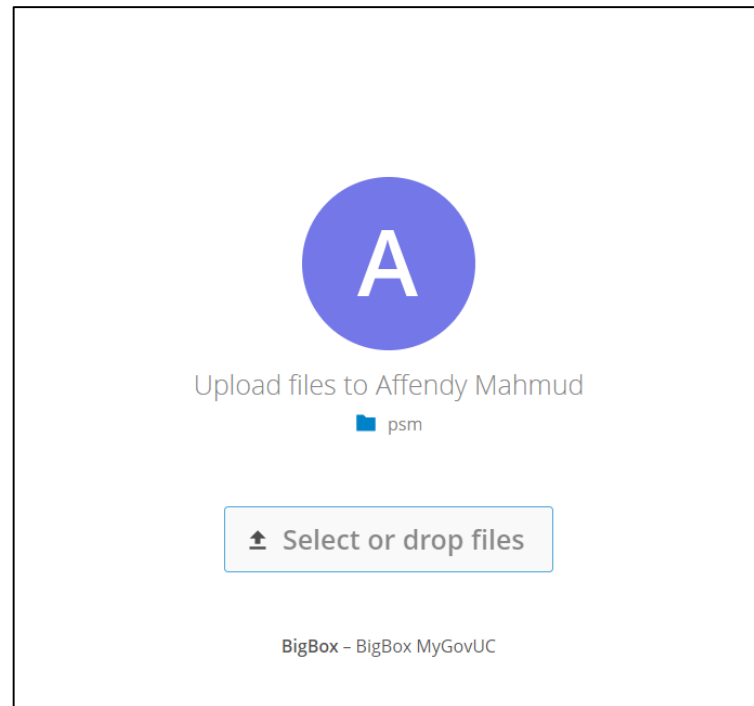 A
Upload files to Affendy Mahmud
psm
Select or drop files
BigBox – BigBox MyGovUC